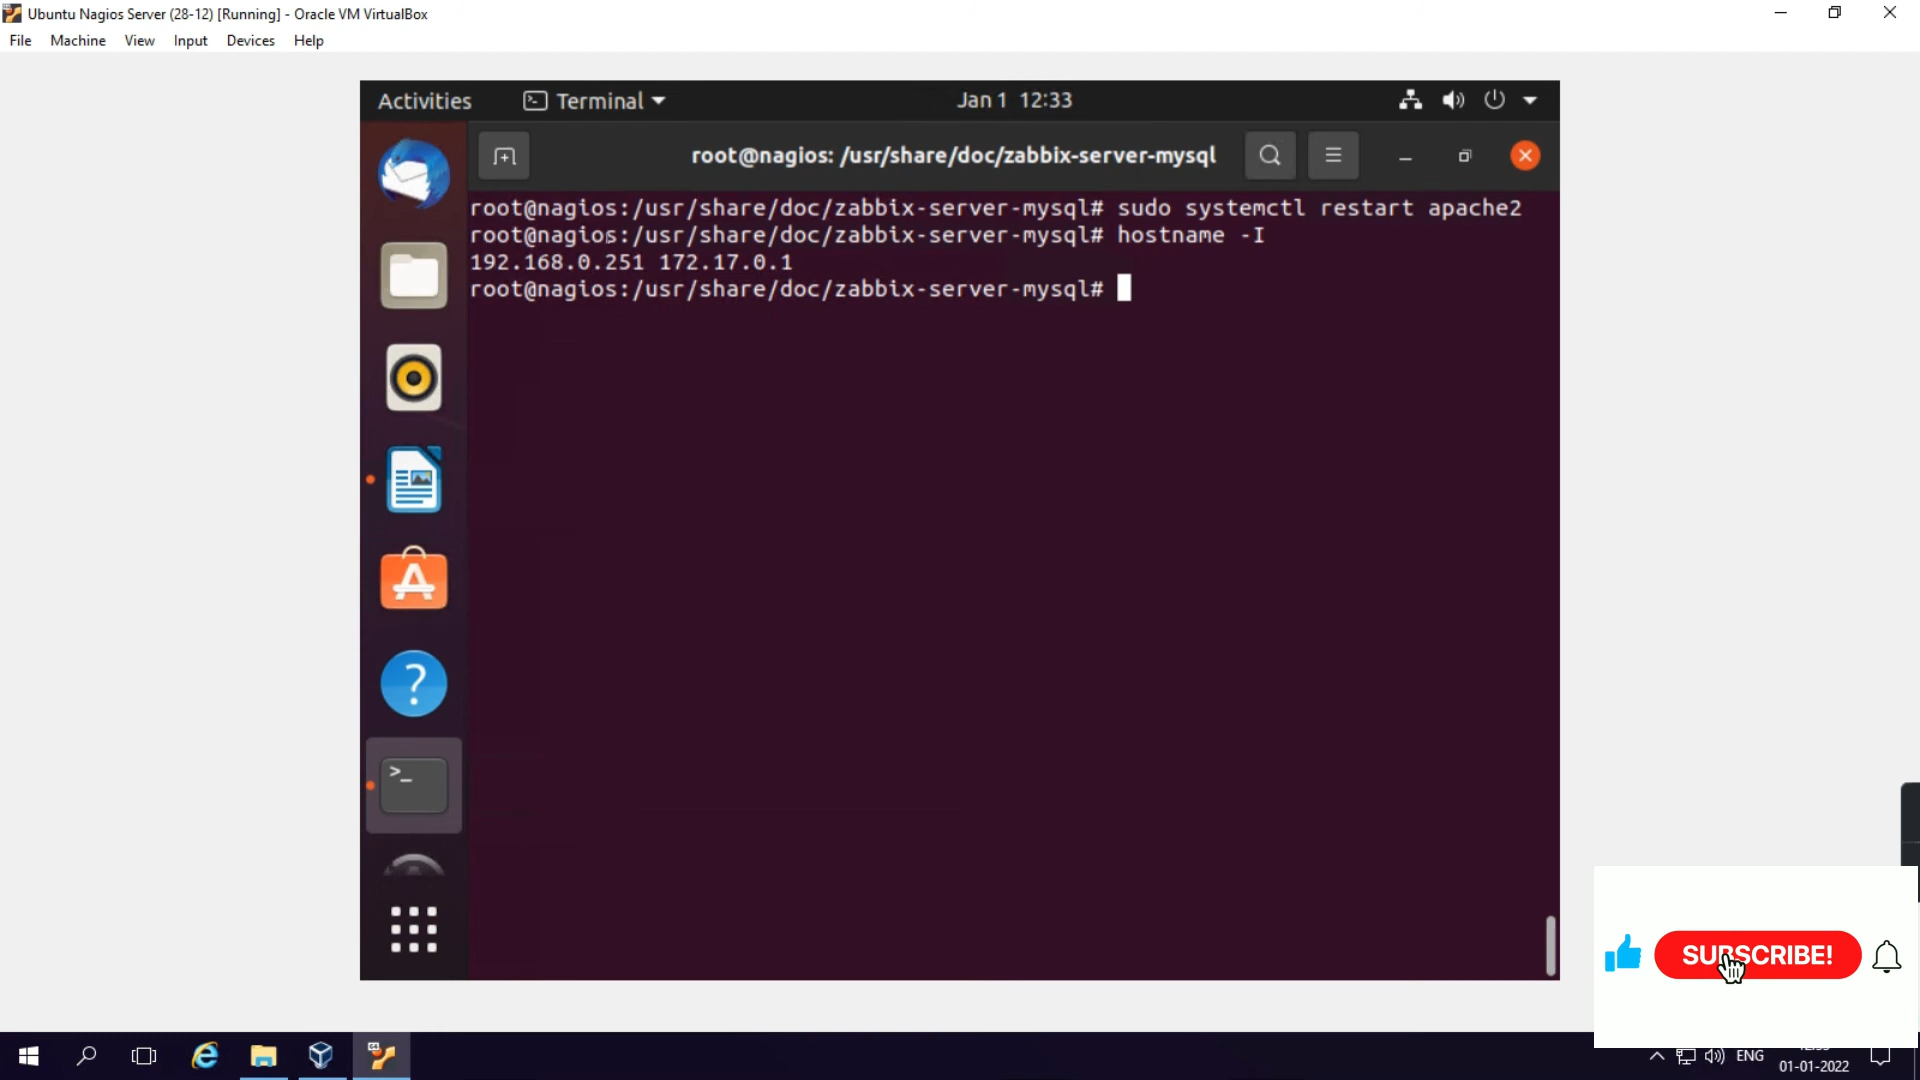 Ubuntu Nagios Server (28-12) [Running] - Oracle VM VirtualBox
File Machine View Input Devices Help
Activities Terminal Jan 1 12:33
root@nagios: /usr/share/doc/zabbix-server-mysql
root@nagios:/usr/share/doc/zabbix-server-mysql# sudo systemctl restart apache2
root@nagios:/usr/share/doc/zabbix-server-mysql# hostname -I
192.168.0.251 172.17.0.1
root@nagios:/usr/share/doc/zabbix-server-mysql#
SUBSCRIBE!
ENG
01-01-2022